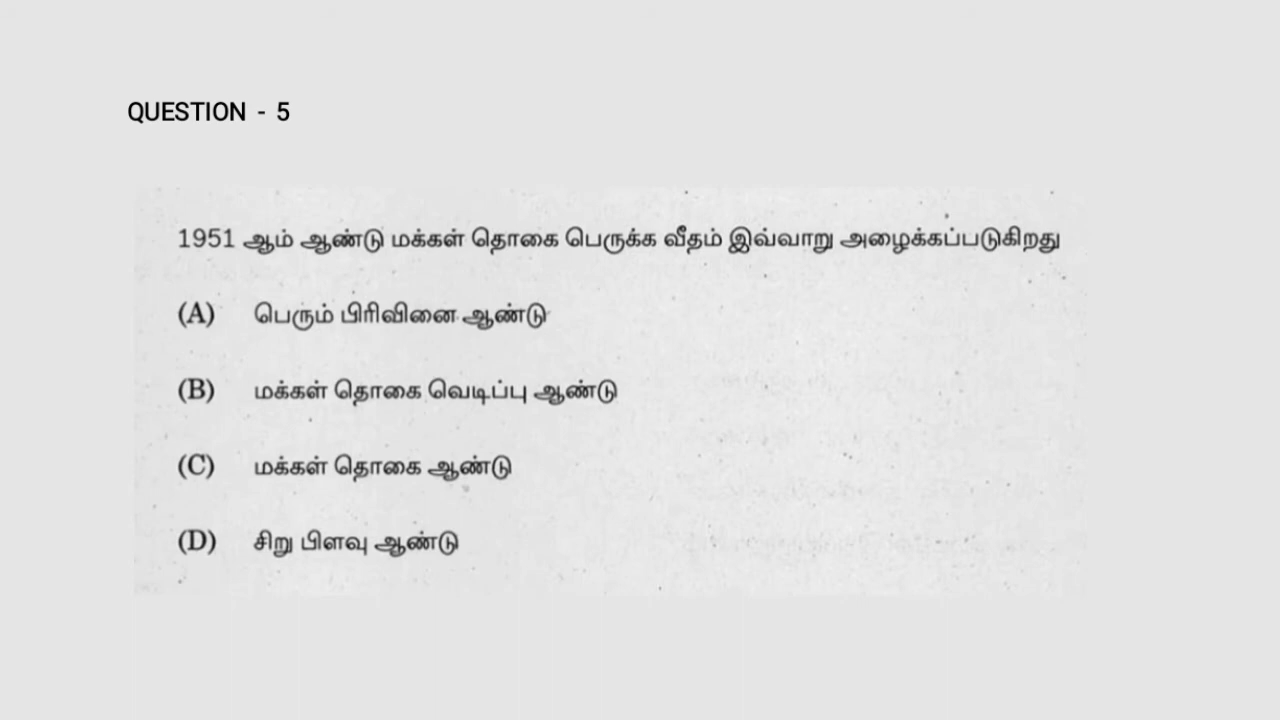 QUESTION - 5
1951 ஆம் ஆண்டு மக்கள் தொகை பெருக்க வீதம் இவ்வாறு அழைக்கப்படுகிறது
(A) பெரும் பிரிவினை ஆண்டு
(B) மக்கள் தொகை வெடிப்பு ஆண்டு
(C) மக்கள் தொகை ஆண்டு
(D) சிறு பிளவு ஆண்டு